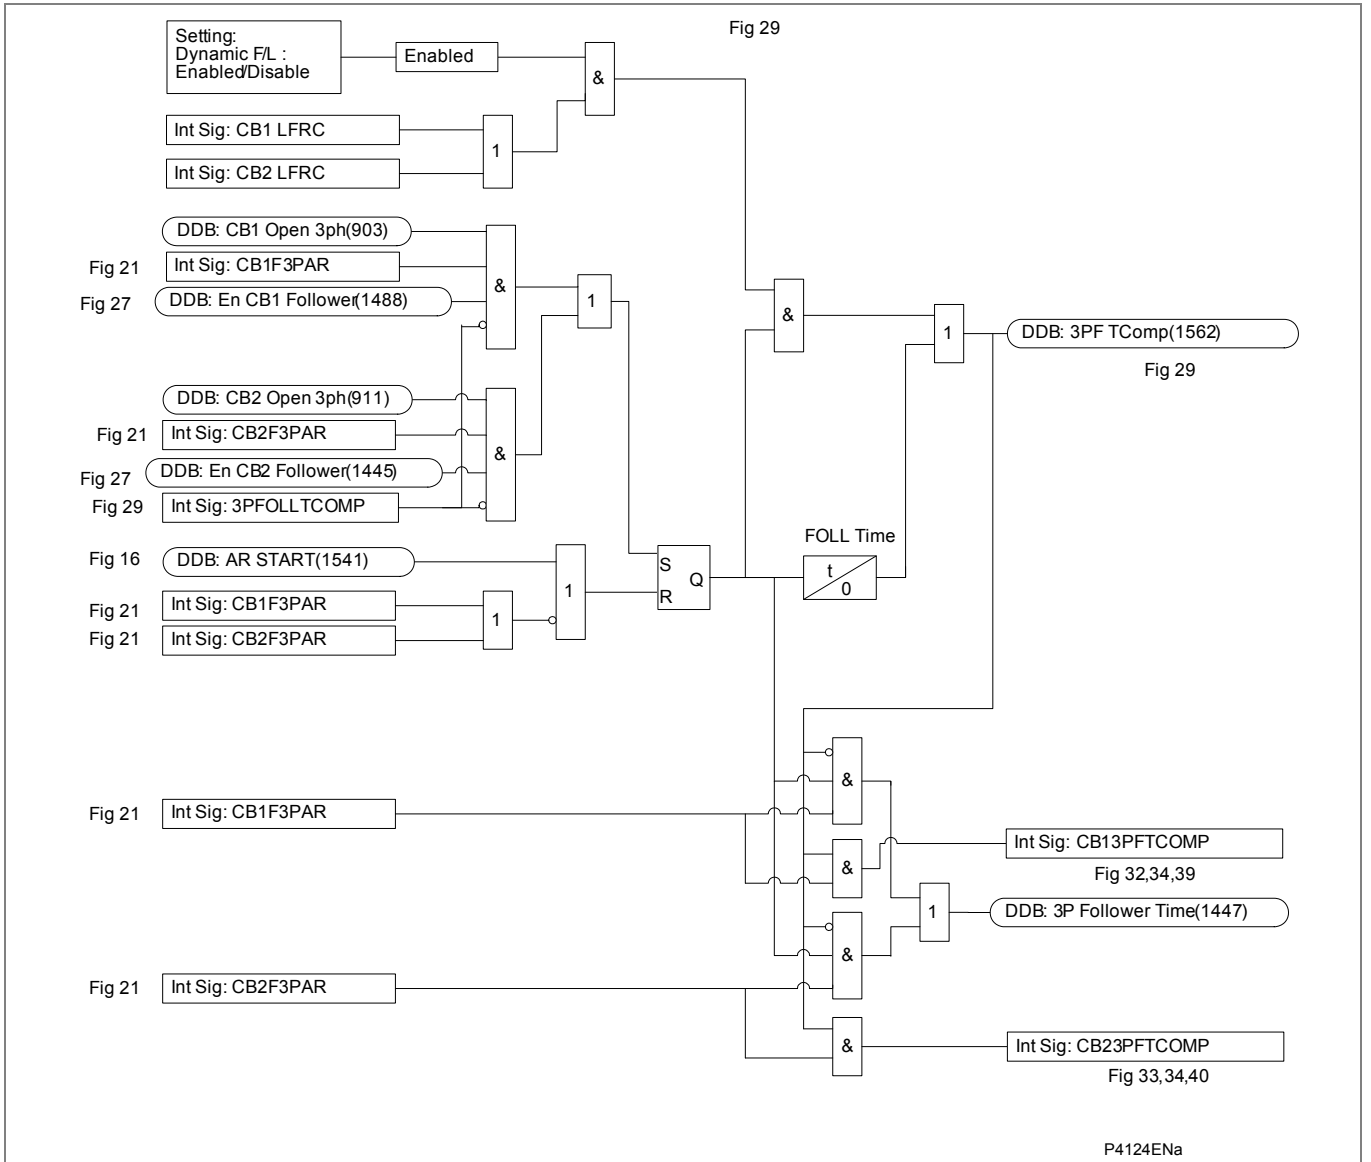 Fig 29
Setting:
Dynamic F/L :
Enabled/Disable
Enabled
&
Int Sig: CB1 LFRC
1
Int Sig: CB2 LFRC
DDB: CB1 Open 3ph(903)
Fig 21
Int Sig: CB1F3PAR
&
Fig 27
DDB: En CB1 Follower(1488)
1
&
1
DDB: 3PF TComp(1562)
Fig 29
DDB: CB2 Open 3ph(911)
Fig 21
Int Sig: CB2F3PAR
&
Fig 27
DDB: En CB2 Follower(1445)
Fig 29
Int Sig: 3PFOLLTCOMP
FOLL Time
Fig 16
DDB: AR START(1541)
S
Q
R
t
0
1
Fig 21
Int Sig: CB1F3PAR
1
Fig 21
Int Sig: CB2F3PAR
&
Fig 21
Int Sig: CB1F3PAR
Int Sig: CB13PFTCOMP
&
Fig 32,34,39
1
DDB: 3P Follower Time(1447)
&
Fig 21
Int Sig: CB2F3PAR
&
Int Sig: CB23PFTCOMP
Fig 33,34,40
P4124ENa